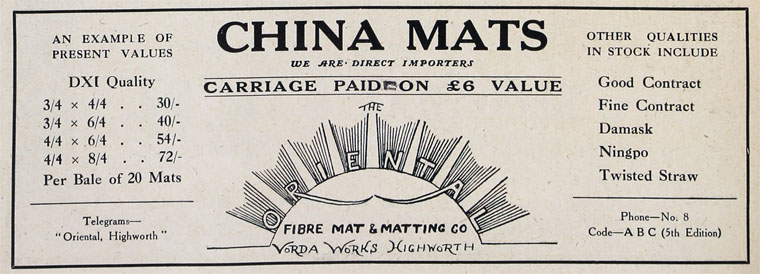 AN EXAMPLE OF
PRESENT VALUES
DXI Quality
3/4 × 4/4 . . 30/-
3/4 × 6/4 . . 40/-
4/4 × 6/4 . . 54/-
4/4 × 8/4 . . 72/-
Per Bale of 20 Mats
Telegrams—
"Oriental, Highworth"
CHINA MATS
WE ARE · DIRECT IMPORTERS
CARRIAGE PAID ON £6 VALUE
THE
ORIENTAL
FIBRE MAT & MATTING CO
VORDA WORKS HIGHWORTH
OTHER QUALITIES
IN STOCK INCLUDE
Good Contract
Fine Contract
Damask
Ningpo
Twisted Straw
Phone—No. 8
Code—A B C (5th Edition)